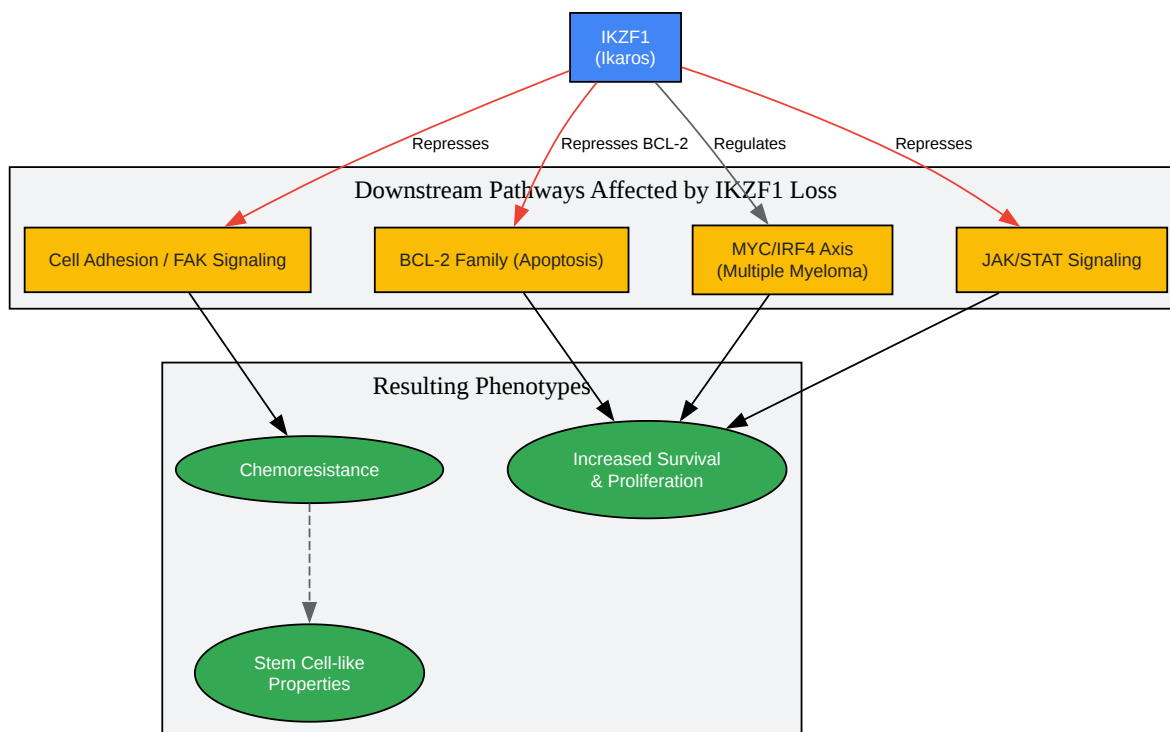 IKZF1
(Ikaros)
Represses
Represses BCL-2
Regulates
Represses
Downstream Pathways Affected by IKZF1 Loss
Cell Adhesion / FAK Signaling
BCL-2 Family (Apoptosis)
MYC/IRF4 Axis
(Multiple Myeloma)
JAK/STAT Signaling
Resulting Phenotypes
Chemoresistance
Increased Survival
& Proliferation
Stem Cell-like
Properties